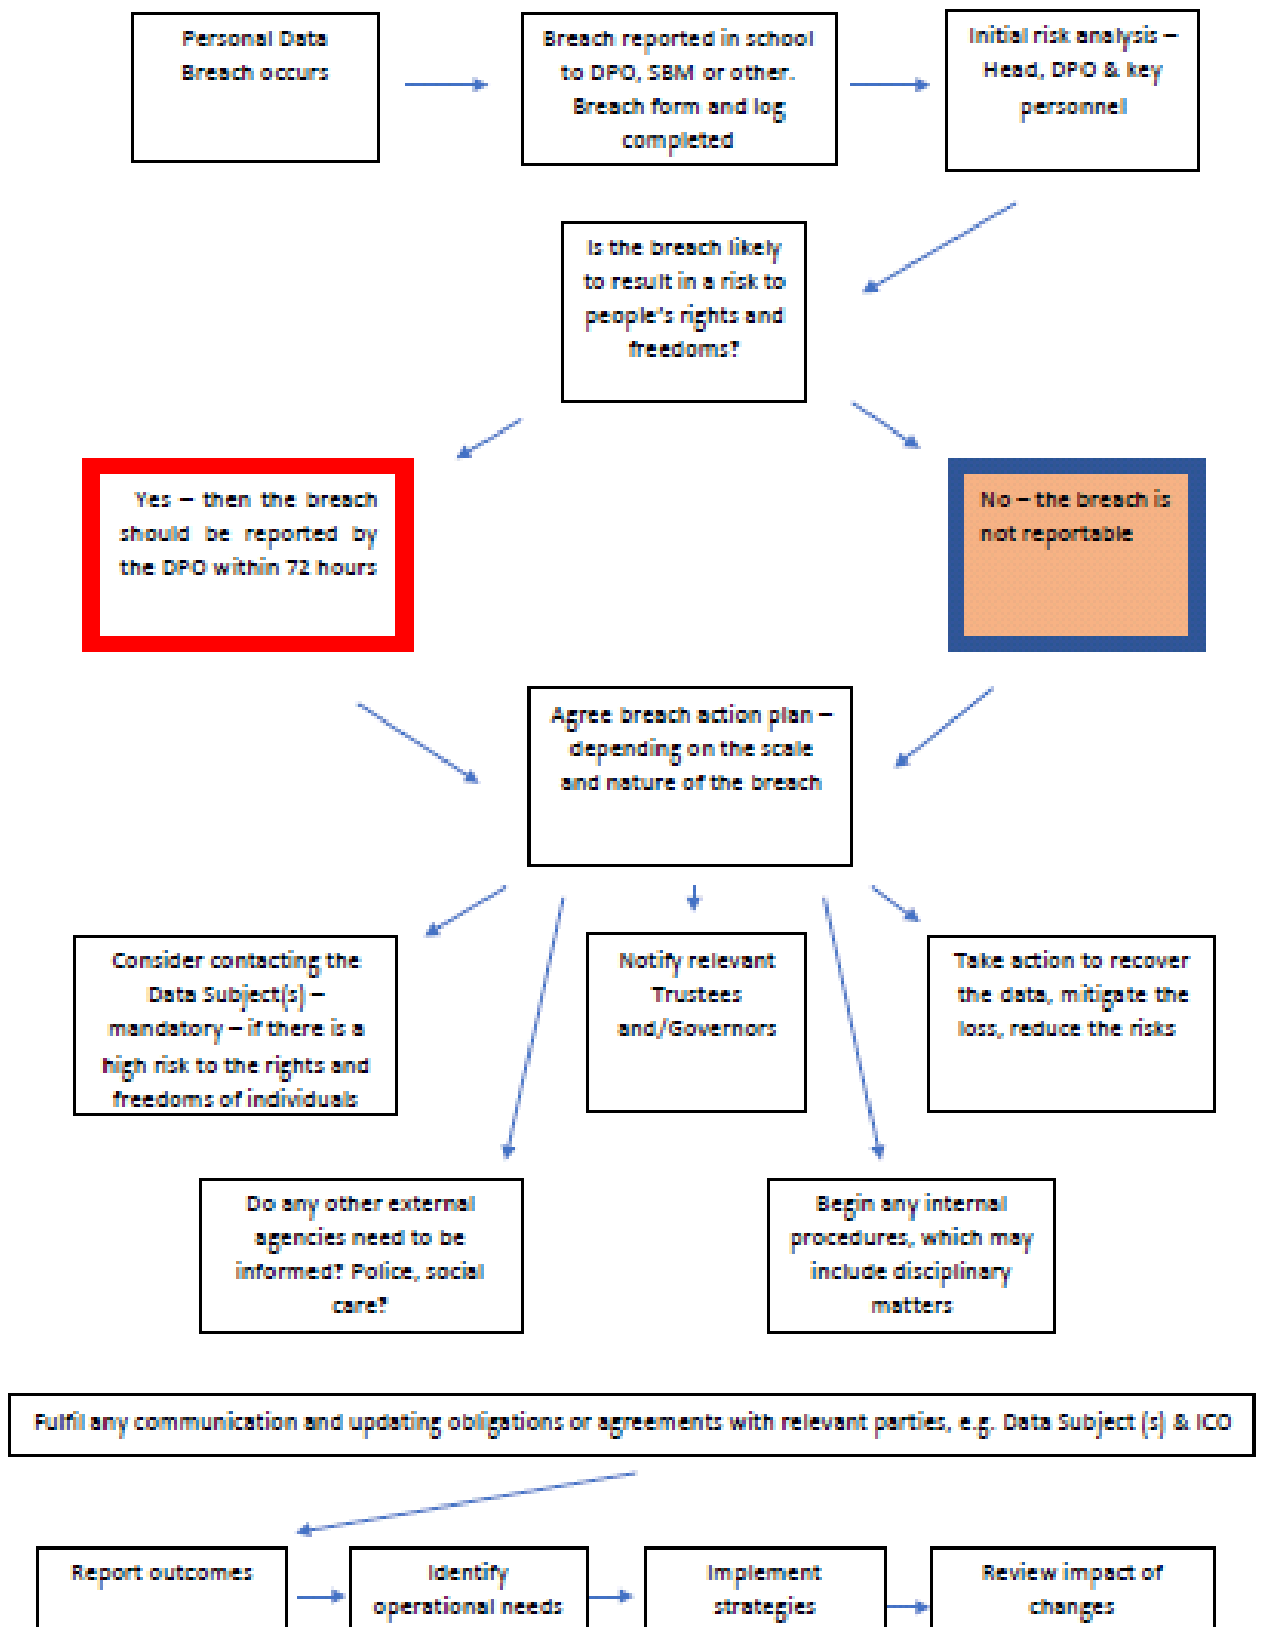 Personal Data
Breach occurs
Breach reported in school
to DPO, SBM or other.
Breach form and log
completed
Initial risk analysis –
Head, DPO & key
personnel
Is the breach likely
to result in a risk to
people's rights and
freedoms?
Yes – then the breach
should be reported by
the DPO within 72 hours
No – the breach is
not reportable
Agree breach action plan –
depending on the scale
and nature of the breach
Consider contacting the
Data Subject(s) –
mandatory – if there is a
high risk to the rights and
freedoms of individuals
Notify relevant
Trustees
and/Governors
Take action to recover
the data, mitigate the
loss, reduce the risks
Do any other external
agencies need to be
informed? Police, social
care?
Begin any internal
procedures, which may
include disciplinary
matters
Fulfil any communication and updating obligations or agreements with relevant parties, e.g. Data Subject (s) & ICO
Report outcomes
Identify
operational needs
Implement
strategies
Review impact of
changes